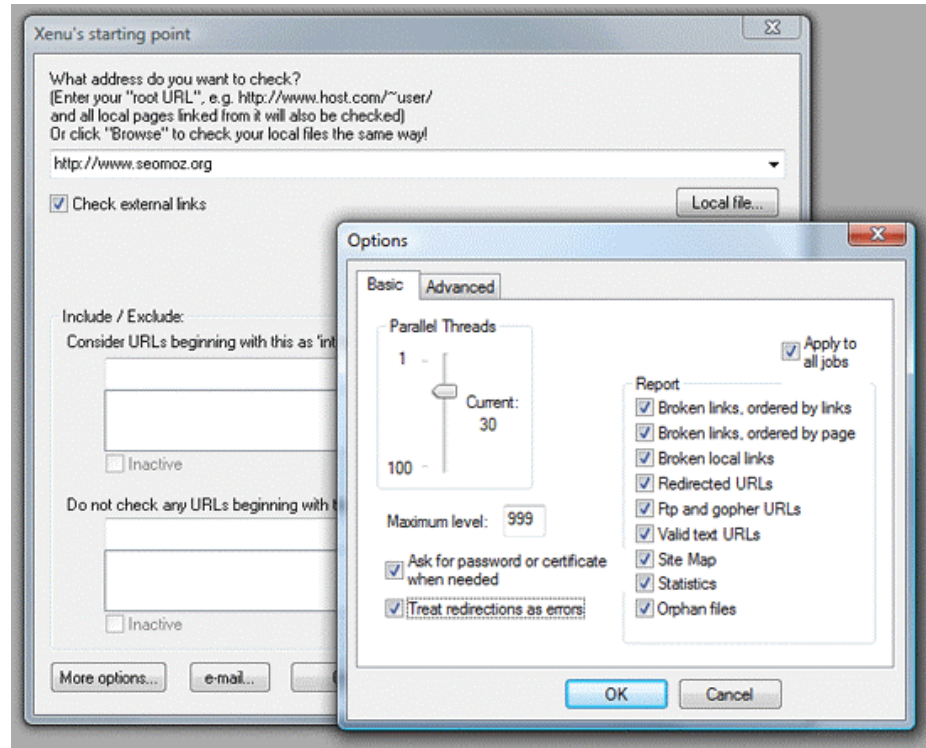 Xenu's starting point
What address do you want to check?
(Enter your "root URL", e.g. http://www.host.com/~user/
and all local pages linked from it will also be checked)
Or click "Browse" to check your local files the same way!
http://www.seomoz.org
Check external links
Local file...
Include / Exclude:
Consider URLs beginning with this as 'int
Inactive
Do not check any URLs beginning with t
Inactive
More options...
e-mail...
Options
Basic
Advanced
Parallel Threads
1
Current:
30
100
Maximum level: 999
Ask for password or certificate
when needed
Treat redirections as errors
Apply to
all jobs
Report
Broken links, ordered by links
Broken links, ordered by page
Broken local links
Redirected URLs
Ftp and gopher URLs
Valid text URLs
Site Map
Statistics
Orphan files
OK
Cancel